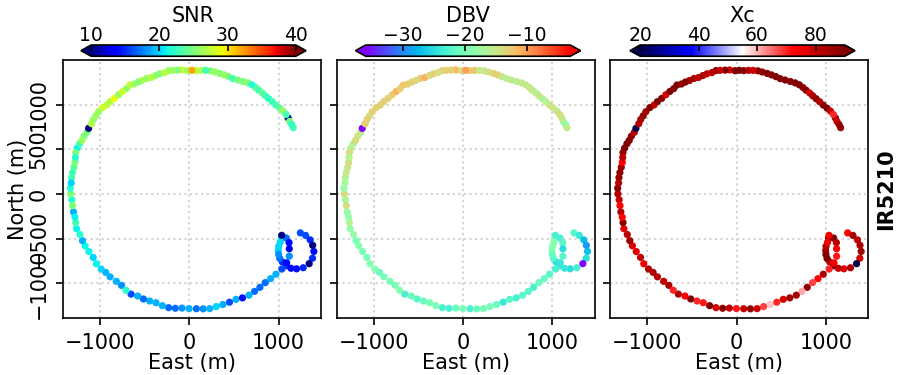 SNR DBV Xc
10 20 30 40 −30 −20 −10 20 40 60 80
North (m)
1000
500
0
−500
−1000
IR5210
−1000 0 1000 −1000 0 1000 −1000 0 1000
East (m) East (m) East (m)